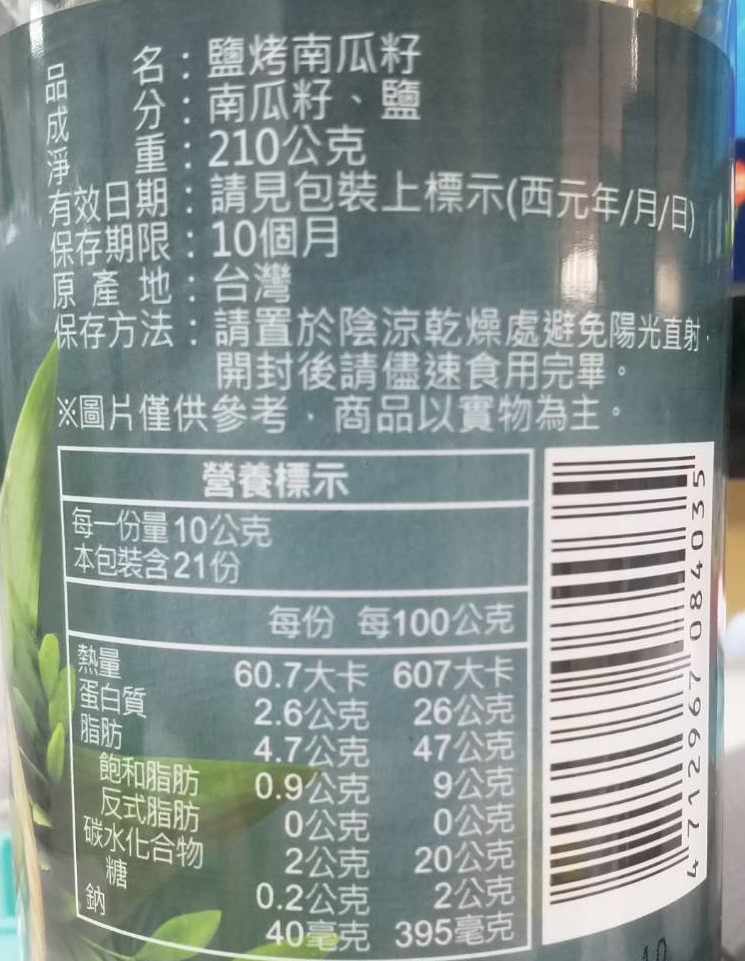 品名：鹽烤南瓜籽
成分：南瓜籽、鹽
淨重：210公克
有效日期：請見包裝上標示(西元年/月/日)
保存期限：10個月
原產地：台灣
保存方法：請置於陰涼乾燥處避免陽光直射，
開封後請儘速食用完畢。
※圖片僅供參考，商品以實物為主。
營養標示
每一份量10公克
本包裝含21份
每份 每100公克
熱量 60.7大卡 607大卡
蛋白質 2.6公克 26公克
脂肪 4.7公克 47公克
飽和脂肪 0.9公克 9公克
反式脂肪 0公克 0公克
碳水化合物 2公克 20公克
糖 0.2公克 2公克
鈉 40毫克 395毫克
4 712967 084035